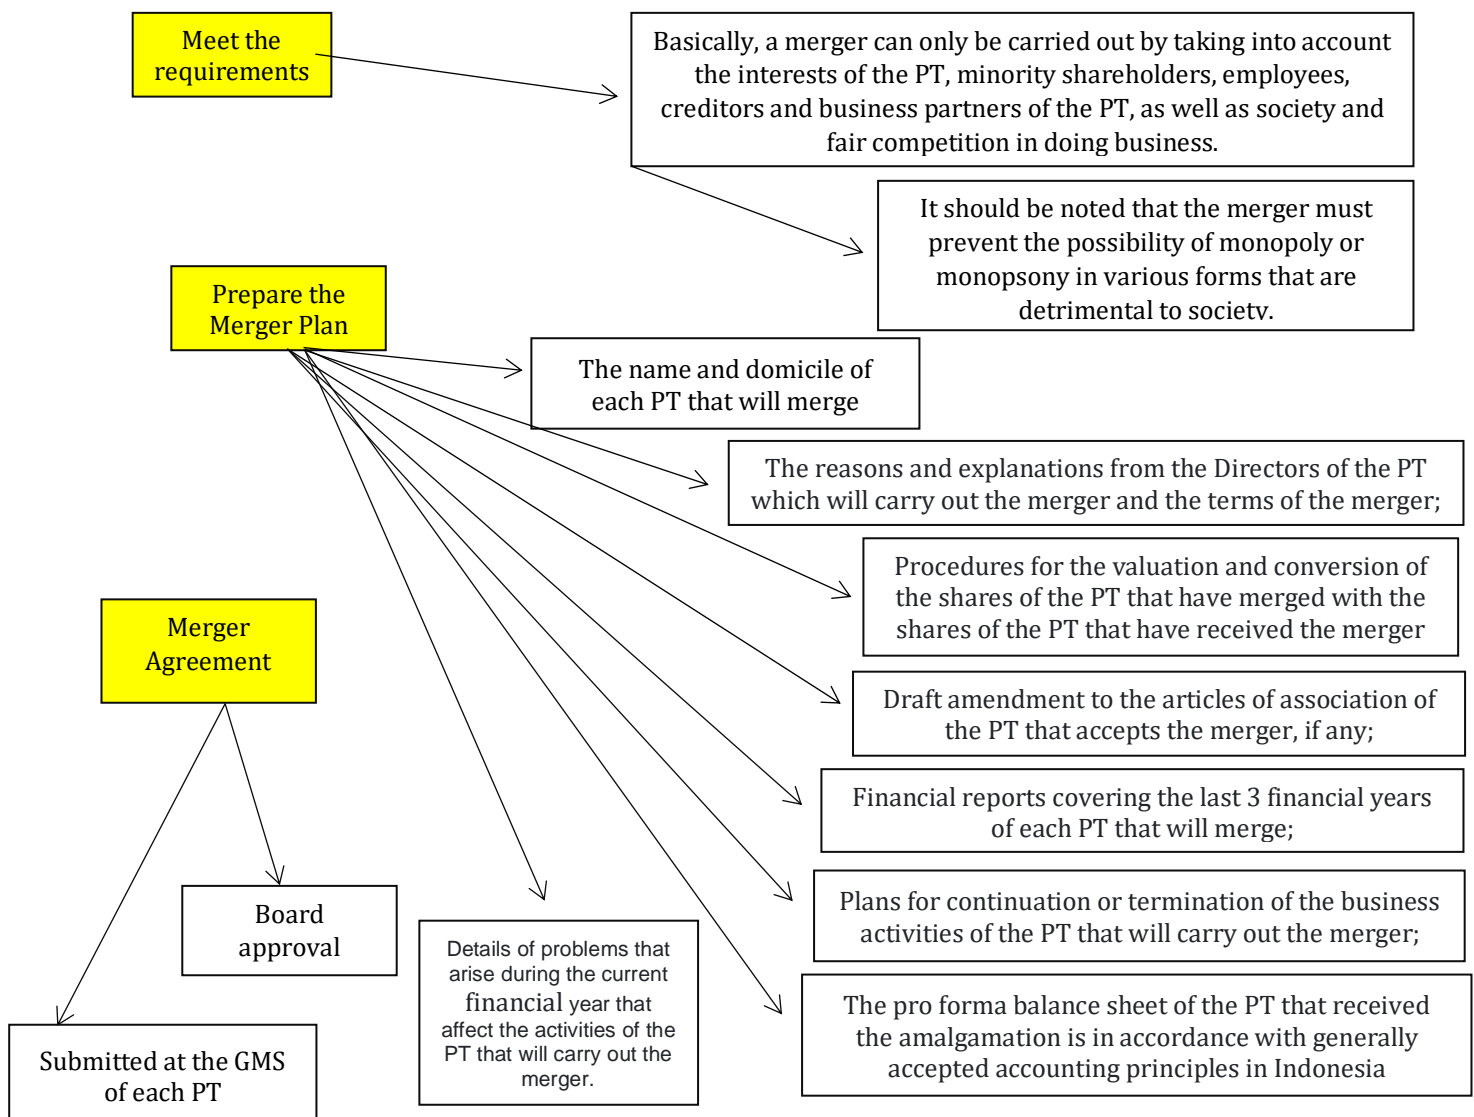 Meet the
requirements
Basically, a merger can only be carried out by taking into account
the interests of the PT, minority shareholders, employees,
creditors and business partners of the PT, as well as society and
fair competition in doing business.
It should be noted that the merger must
prevent the possibility of monopoly or
monopsony in various forms that are
detrimental to society.
Prepare the
Merger Plan
The name and domicile of
each PT that will merge
The reasons and explanations from the Directors of the PT
which will carry out the merger and the terms of the merger;
Procedures for the valuation and conversion of
the shares of the PT that have merged with the
shares of the PT that have received the merger
Draft amendment to the articles of association of
the PT that accepts the merger, if any;
Financial reports covering the last 3 financial years
of each PT that will merge;
Plans for continuation or termination of the business
activities of the PT that will carry out the merger;
The pro forma balance sheet of the PT that received
the amalgamation is in accordance with generally
accepted accounting principles in Indonesia
Details of problems that
arise during the current
financial year that
affect the activities of the
PT that will carry out the
merger.
Merger
Agreement
Board
approval
Submitted at the GMS
of each PT